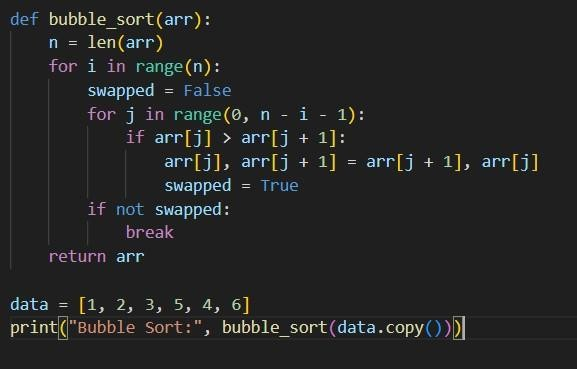 def bubble_sort(arr):
    n = len(arr)
    for i in range(n):
        swapped = False
        for j in range(0, n - i - 1):
            if arr[j] > arr[j + 1]:
                arr[j], arr[j + 1] = arr[j + 1], arr[j]
                swapped = True
        if not swapped:
            break
    return arr

data = [1, 2, 3, 5, 4, 6]
print("Bubble Sort:", bubble_sort(data.copy()))